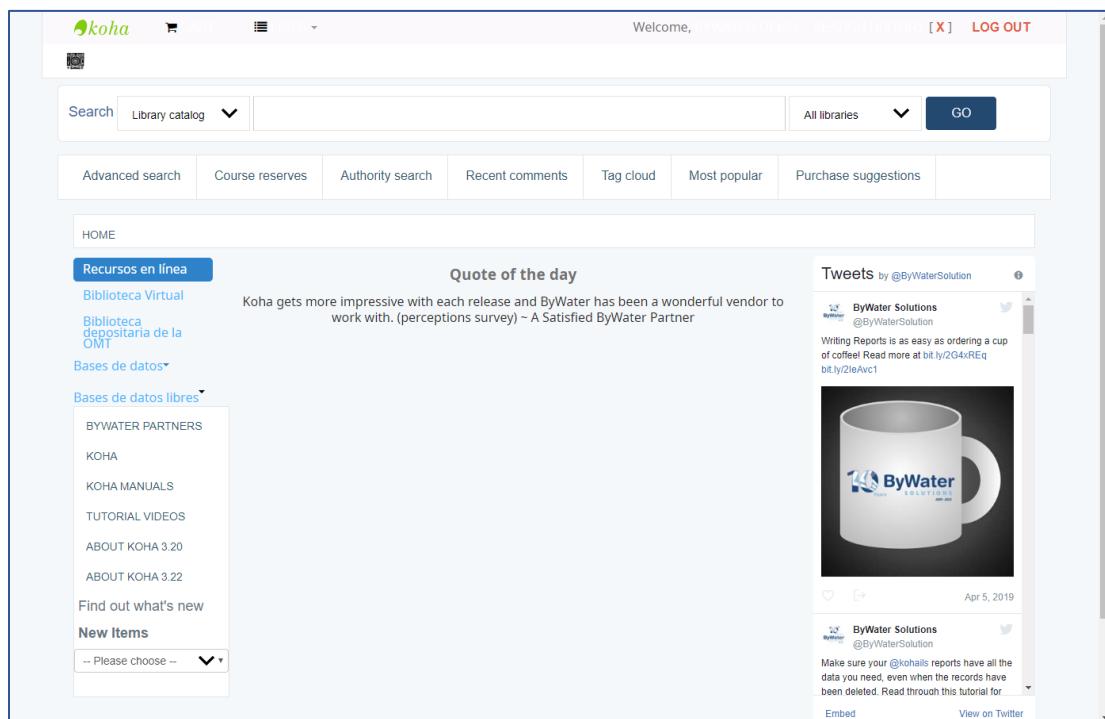 koha
Welcome,
[ X ] LOG OUT
Search Library catalog All libraries GO
Advanced search Course reserves Authority search Recent comments Tag cloud Most popular Purchase suggestions
HOME
Recursos en línea
Biblioteca Virtual
Biblioteca
depositaria de la
OMT
Bases de datos
Bases de datos libres
BYWATER PARTNERS
KOHA
KOHA MANUALS
TUTORIAL VIDEOS
ABOUT KOHA 3.20
ABOUT KOHA 3.22
Find out what's new
New Items
-- Please choose --
Quote of the day
Koha gets more impressive with each release and ByWater has been a wonderful vendor to
work with. (perceptions survey) ~ A Satisfied ByWater Partner
Tweets by @ByWaterSolution
ByWater Solutions
@ByWaterSolution
Writing Reports is as easy as ordering a cup
of coffee! Read more at bit.ly/2G4xREq
bit.ly/2IeAvc1
10 ByWater
SOLUTIONS
Apr 5, 2019
ByWater Solutions
@ByWaterSolution
Make sure your @kohails reports have all the
data you need, even when the records have
been deleted. Read through this tutorial for
Embed View on Twitter